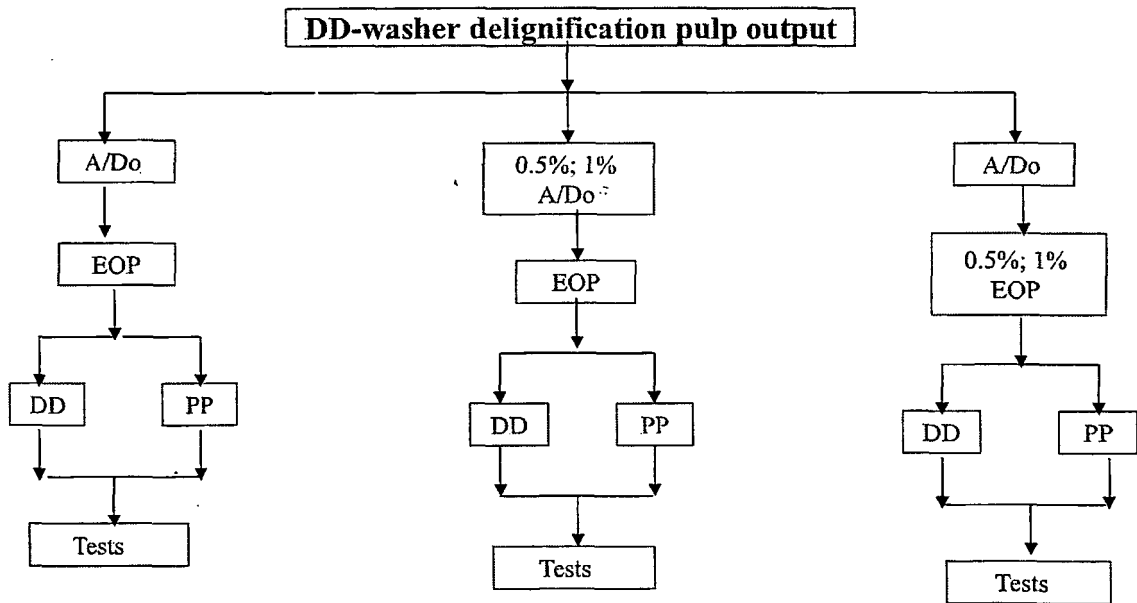 DD-washer delignification pulp output
A/Do
EOP
DD
PP
Tests
0.5%; 1%
A/Do
EOP
DD
PP
Tests
A/Do
0.5%; 1%
EOP
DD
PP
Tests